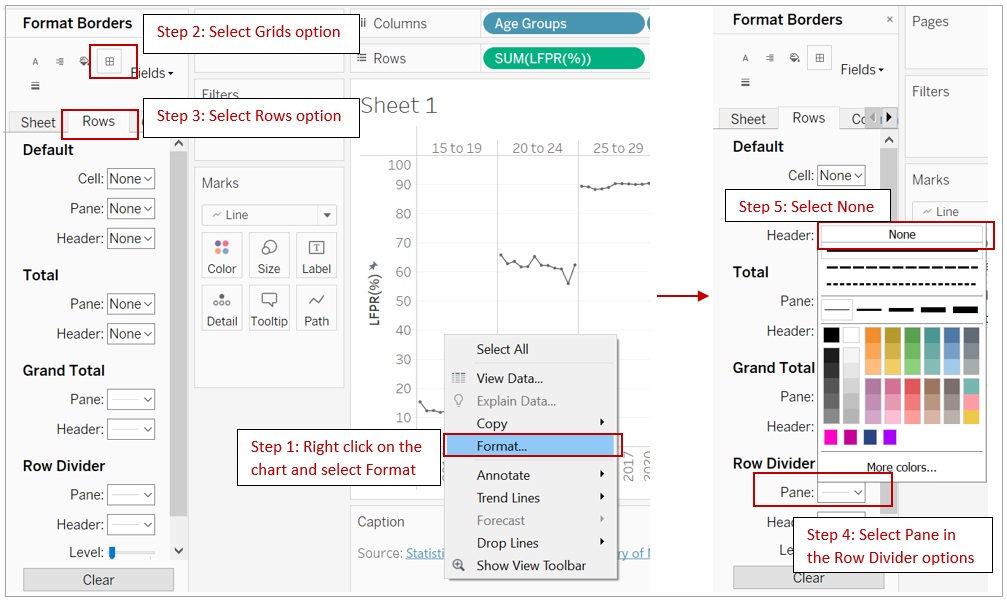 Format Borders
A
Fields
Sheet
Rows
Default
Cell: None
Pane: None
Header: None
Total
Pane: None
Header: None
Grand Total
Pane:
Header:
Row Divider
Pane:
Header:
Level:
Clear
Step 2: Select Grids option
Step 3: Select Rows option
Filters
Marks
Line
Color
Size
Label
Detail
Tooltip
Path
Columns
Age Groups
Rows
SUM(LFPR(%))
Sheet 1
15 to 19
20 to 24
25 to 29
100
90
80
70
60
50
40
30
20
10
LFPR(%)
2017
2020
Step 1: Right click on the
chart and select Format
Select All
View Data...
Explain Data...
Copy
Format...
Annotate
Trend Lines
Forecast
Drop Lines
Show View Toolbar
Caption
Source: Statisti
ry of M
Format Borders
×
A
Fields
Sheet
Rows
Co
Default
Cell: None
Step 5: Select None
Header:
None
Total
Pane:
Header:
Grand Total
Pane:
Header:
More colors...
Row Divider
Pane:
Step 4: Select Pane in
the Row Divider options
Clear
Pages
Filters
Marks
Line